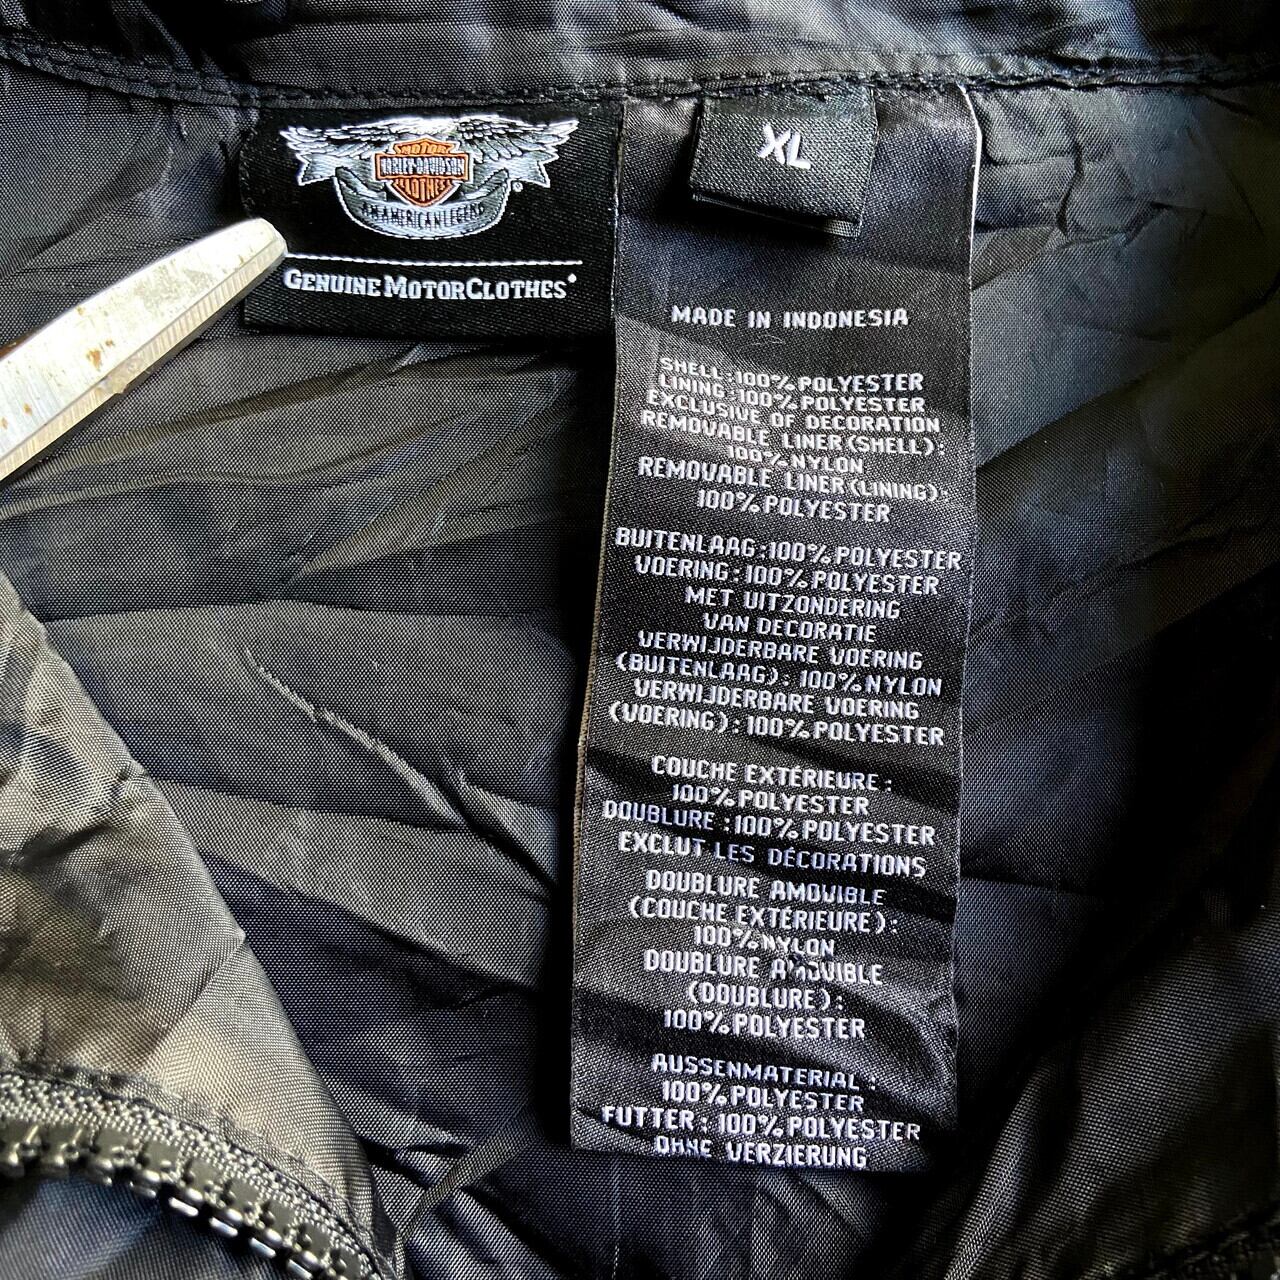 MOTOR
HARLEY-DAVIDSON
CLOTHES
AN AMERICAN LEGEND
®
GENUINE MOTORCLOTHES®
XL
MADE IN INDONESIA
SHELL:100% POLYESTER
LINING:100% POLYESTER
EXCLUSIVE OF DECORATION
REMOVABLE LINER (SHELL):
100% NYLON
REMOVABLE LINER (LINING):
100% POLYESTER
BUITENLAAG:100% POLYESTER
VOERING:100% POLYESTER
MET UITZONDERING
VAN DECORATIE
VERWIJDERBARE VOERING
(BUITENLAAG): 100% NYLON
VERWIJDERBARE VOERING
(VOERING):100% POLYESTER
COUCHE EXTÉRIEURE:
100% POLYESTER
DOUBLURE:100% POLYESTER
EXCLUT LES DÉCORATIONS
DOUBLURE AMOVIBLE
(COUCHE EXTÉRIEURE):
100% NYLON
DOUBLURE AMOVIBLE
(DOUBLURE):
100% POLYESTER
AUSSENMATERIAL:
100% POLYESTER
FUTTER: 100% POLYESTER
OHNE VERZIERUNG